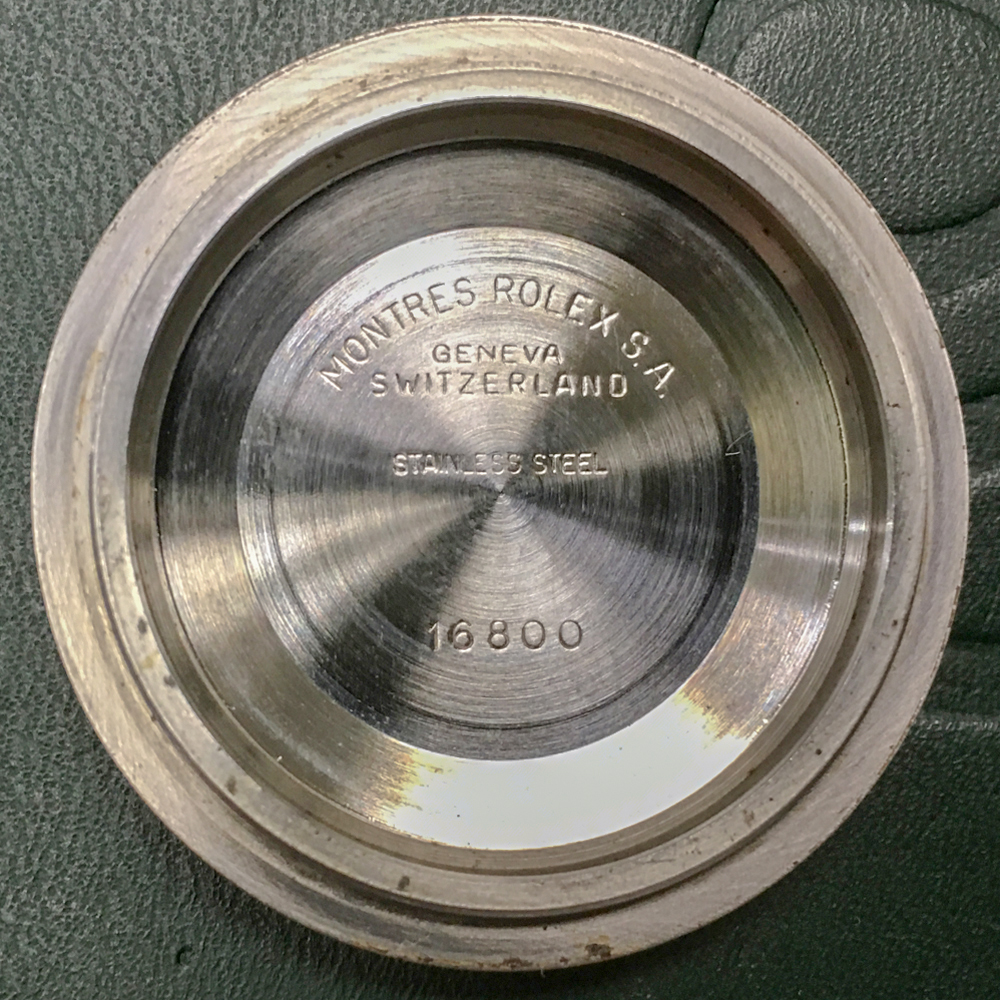 MONTRES ROLEX S.A.
GENEVA
SWITZERLAND
STAINLESS STEEL
16800